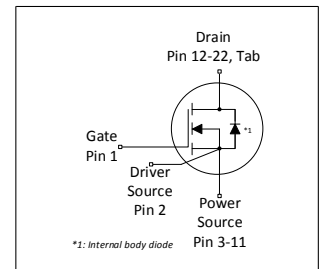 Drain
Pin 12-22, Tab
*1
Gate
Pin 1
Driver
Source
Pin 2
Power
Source
Pin 3-11
*1: Internal body diode